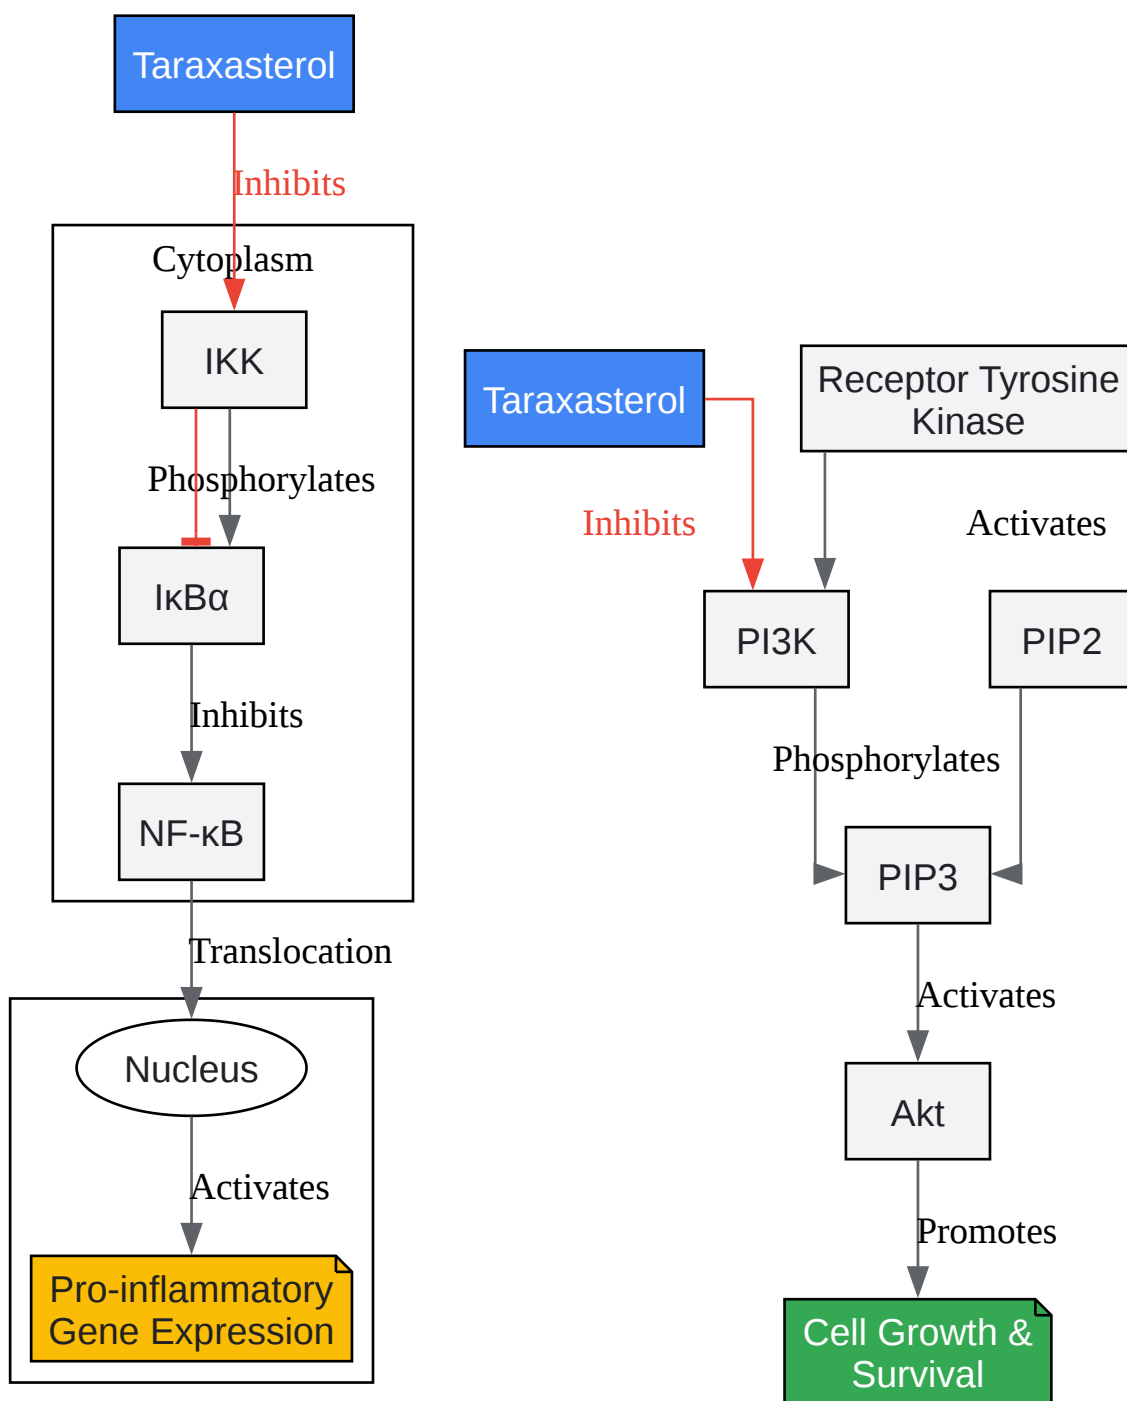 Taraxasterol
Inhibits
Cytoplasm
IKK
Phosphorylates
IκBα
Inhibits
NF-κB
Translocation
Nucleus
Activates
Pro-inflammatory
Gene Expression
Taraxasterol
Receptor Tyrosine
Kinase
Inhibits
Activates
PI3K
PIP2
Phosphorylates
PIP3
Activates
Akt
Promotes
Cell Growth &
Survival